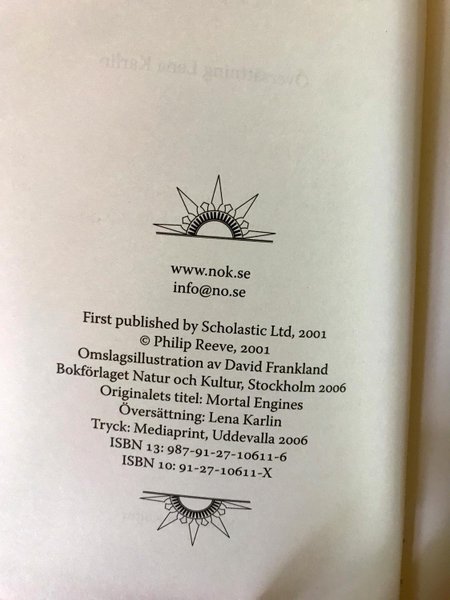 www.nok.se
info@no.se
First published by Scholastic Ltd, 2001
© Philip Reeve, 2001
Omslagsillustration av David Frankland
Bokförlaget Natur och Kultur, Stockholm 2006
Originalets titel: Mortal Engines
Översättning: Lena Karlin
Tryck: Mediaprint, Uddevalla 2006
ISBN 13: 987-91-27-10611-6
ISBN 10: 91-27-10611-X